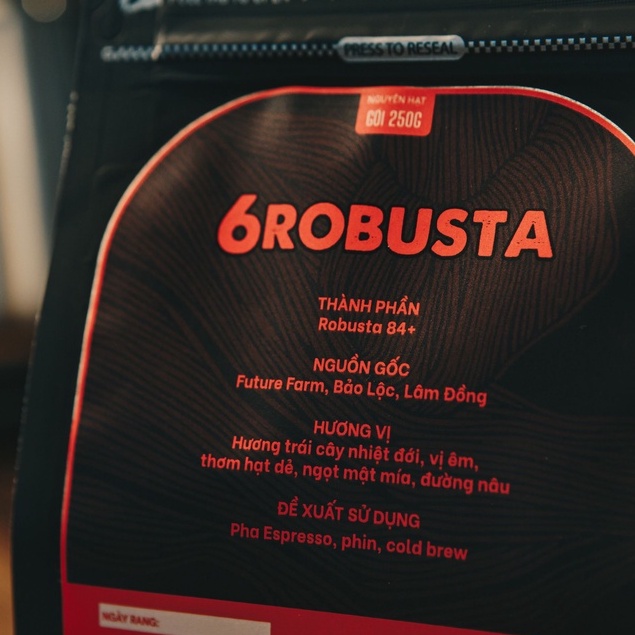 PRESS TO RESEAL
NGUYÊN HẠT
GÓI 250G
6ROBUSTA
THÀNH PHẦN
Robusta 84+
NGUỒN GỐC
Future Farm, Bảo Lộc, Lâm Đồng
HƯƠNG VỊ
Hương trái cây nhiệt đới, vị êm,
thơm hạt dẻ, ngọt mật mía, đường nâu
ĐỀ XUẤT SỬ DỤNG
Pha Espresso, phin, cold brew
NGÀY RANG: